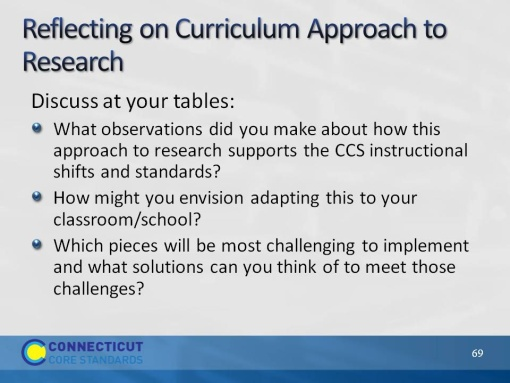 Reflecting on Curriculum Approach to
Research
Discuss at your tables:
What observations did you make about how this
approach to research supports the CCS instructional
shifts and standards?
How might you envision adapting this to your
classroom/school?
Which pieces will be most challenging to implement
and what solutions can you think of to meet those
challenges?
CONNECTICUT
CORE STANDARDS
69